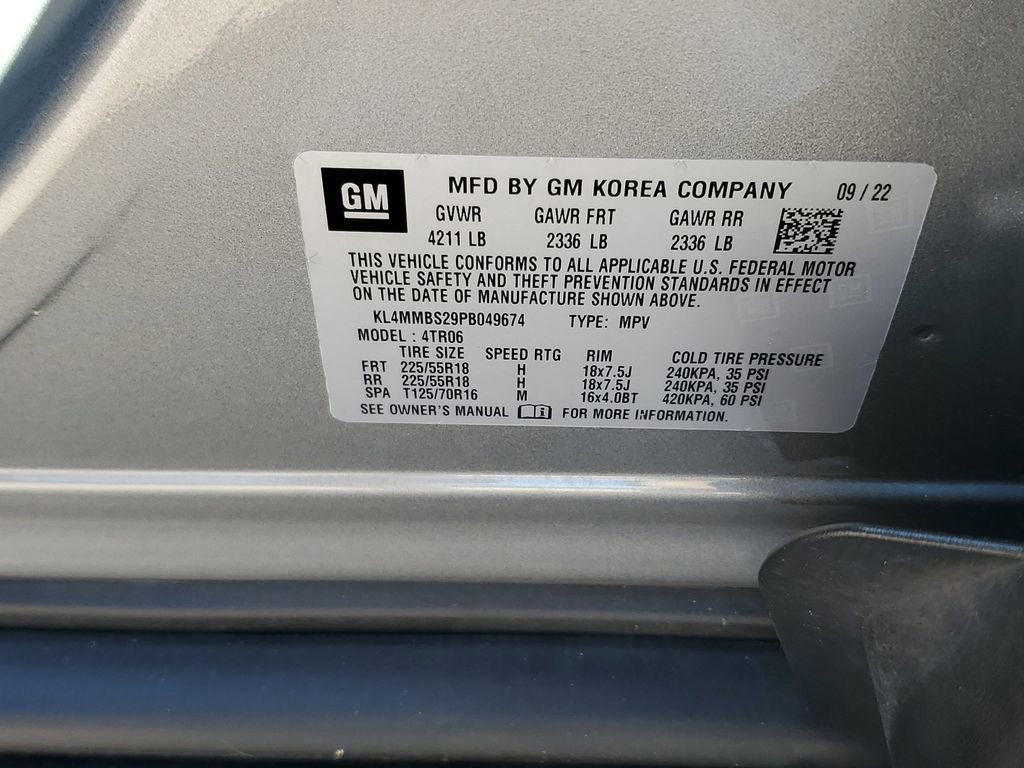 GM MFD BY GM KOREA COMPANY 09 / 22
GVWR GAWR FRT GAWR RR
4211 LB 2336 LB 2336 LB
THIS VEHICLE CONFORMS TO ALL APPLICABLE U.S. FEDERAL MOTOR
VEHICLE SAFETY AND THEFT PREVENTION STANDARDS IN EFFECT
ON THE DATE OF MANUFACTURE SHOWN ABOVE.
KL4MMBS29PB049674 TYPE: MPV
MODEL : 4TR06
TIRE SIZE SPEED RTG RIM COLD TIRE PRESSURE
FRT 225/55R18 H 18x7.5J 240KPA, 35 PSI
RR 225/55R18 H 18x7.5J 240KPA, 35 PSI
SPA T125/70R16 M 16x4.0BT 420KPA, 60 PSI
SEE OWNER'S MANUAL FOR MORE INFORMATION.